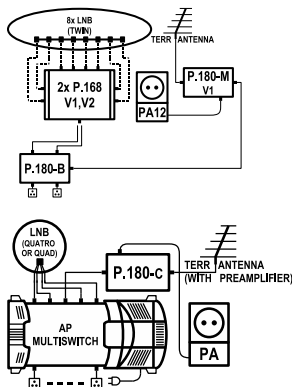 8x LNB
(TWIN)
TERR ANTENNA
2x P.168
V1,V2
PA12
P.180-M
V1
P.180-B
LNB
(QUATRO
OR QUAD)
P.180-C
TERR ANTENNA
(WITH PREAMPLIFIER)
AP
MULTISWITCH
PA